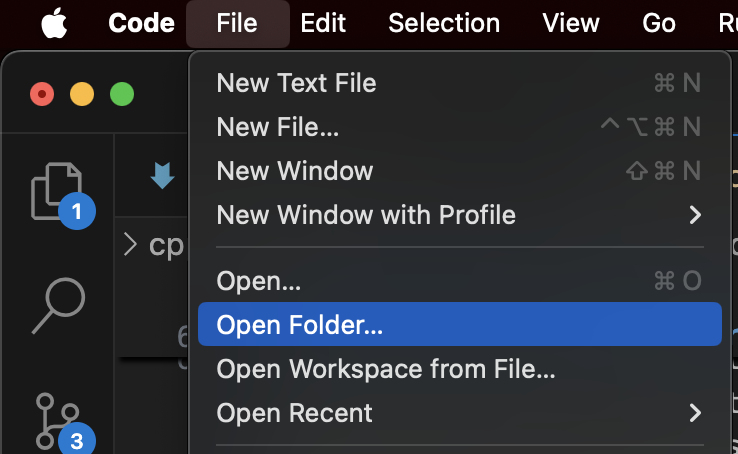 Code File Edit Selection View Go
New Text File ⌘ N
New File... ^⌥⌘ N
New Window ⇧⌘ N
New Window with Profile >
1
> cp
Open... ⌘ O
Open Folder...
Open Workspace from File...
Open Recent >
3